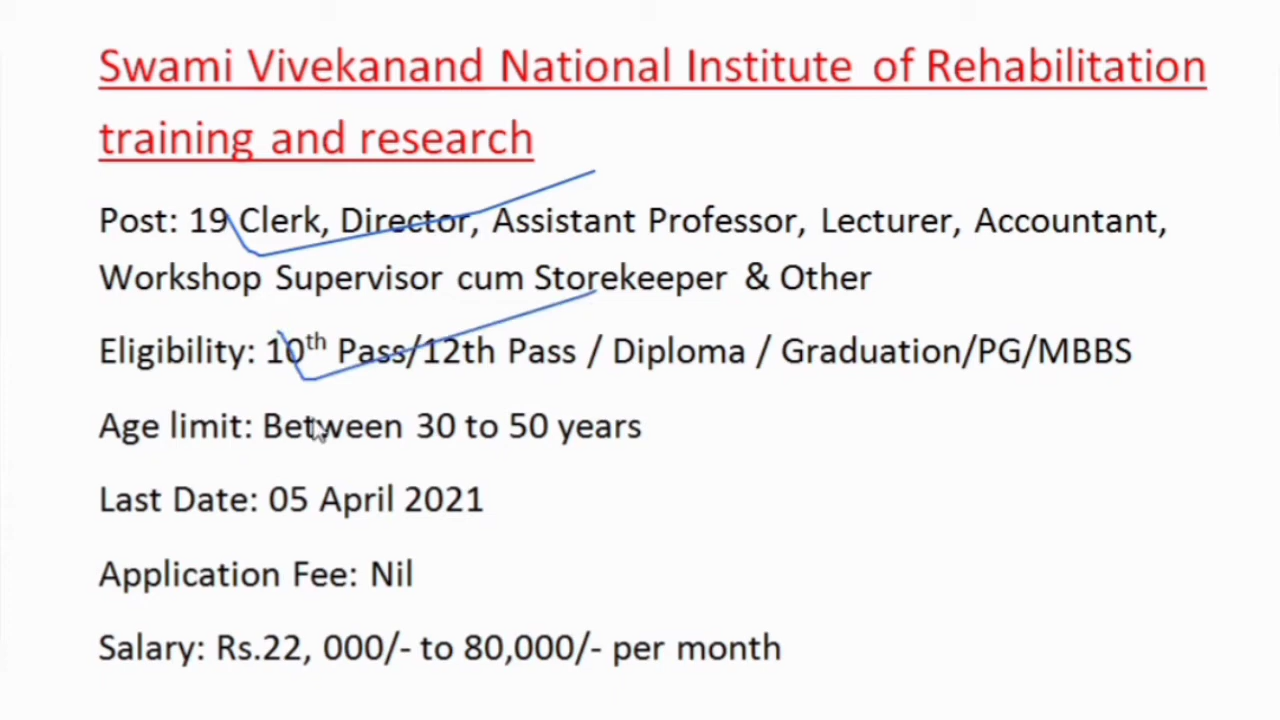 Swami Vivekanand National Institute of Rehabilitation
training and research
Post: 19 Clerk, Director, Assistant Professor, Lecturer, Accountant,
Workshop Supervisor cum Storekeeper & Other
Eligibility: 10th Pass/12th Pass / Diploma / Graduation/PG/MBBS
Age limit: Between 30 to 50 years
Last Date: 05 April 2021
Application Fee: Nil
Salary: Rs.22, 000/- to 80,000/- per month